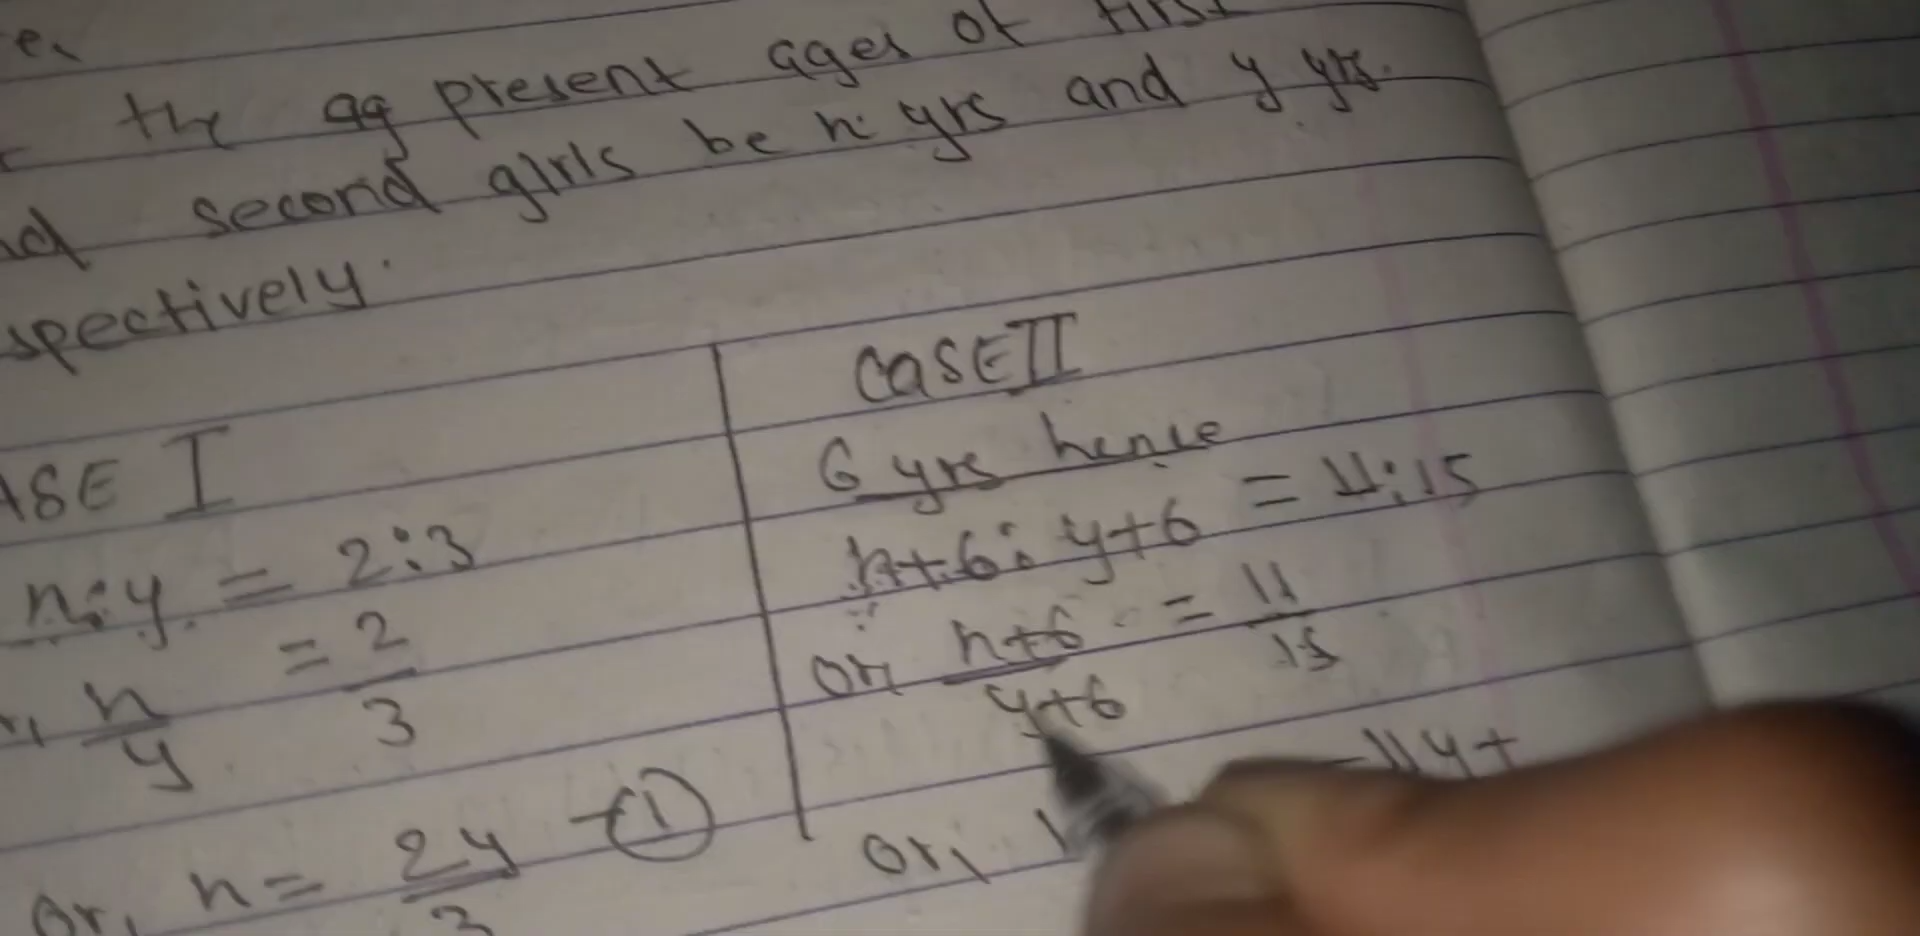 the ag present ages of first
second girls be n yrs and y yrs.
spectively.
ASE I
n:y = 2:3
n/y = 2/3
or, n = 2y/3 - (1)
CASE II
6 yrs hence
n+6 : y+6 = 11:15
or n+6/y+6 = 11/15
or, = 11y+